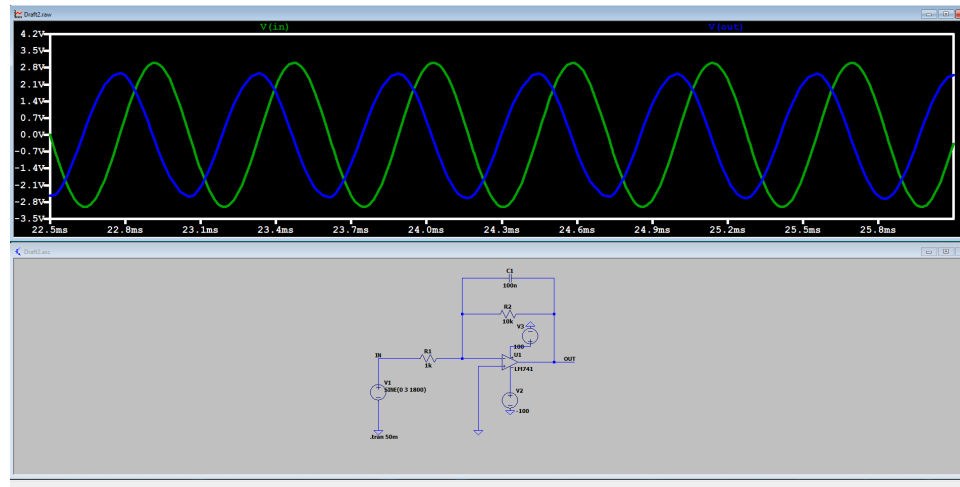 Draft2.raw
V(in) V(out)
4.2V
3.5V
2.8V
2.1V
1.4V
0.7V
0.0V
-0.7V
-1.4V
-2.1V
-2.8V
-3.5V
22.5ms 22.8ms 23.1ms 23.4ms 23.7ms 24.0ms 24.3ms 24.6ms 24.9ms 25.2ms 25.5ms 25.8ms
Draft2.asc
C1
100n
R2
10k
V3
100
U1
LM741
IN
R1
1k
OUT
V1
SINE(0 3 1800)
V2
-100
.tran 50m